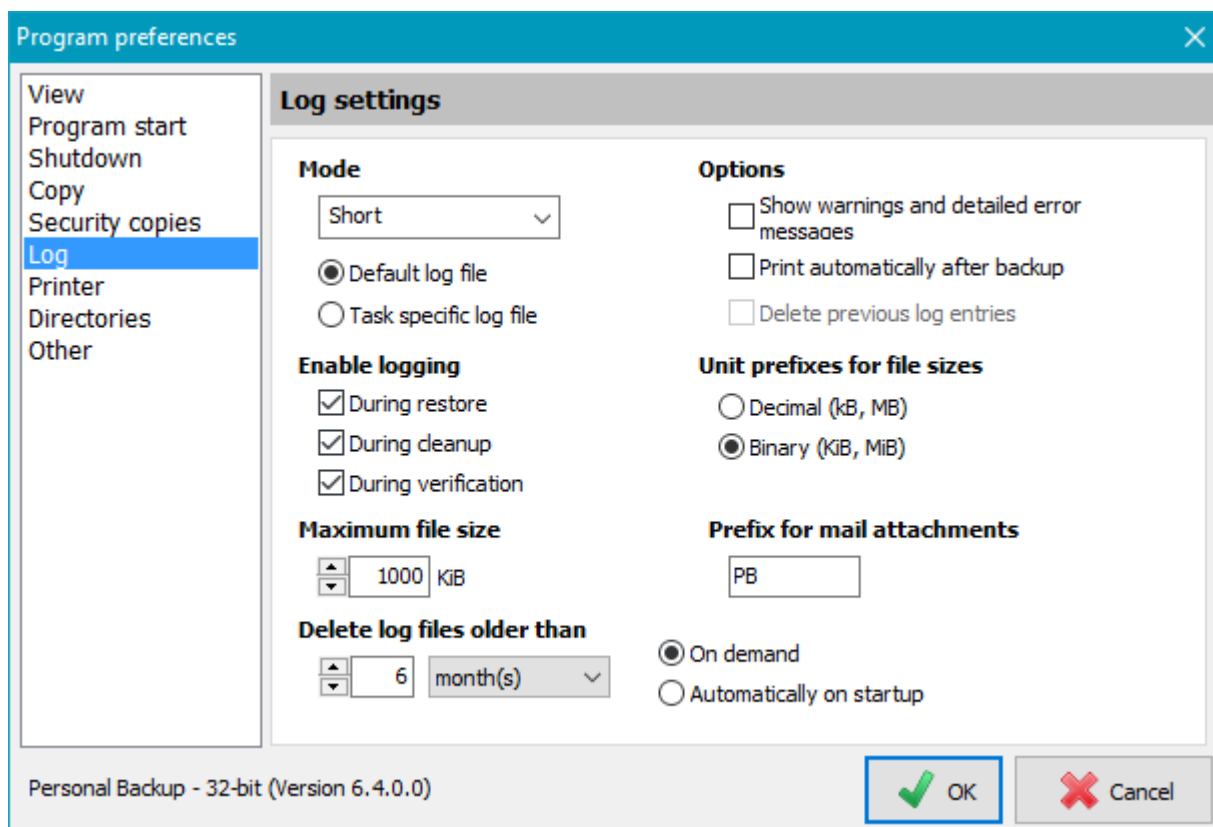 Program preferences
View
Program start
Shutdown
Copy
Security copies
Log
Printer
Directories
Other
Log settings
Mode
Short
Default log file
Task specific log file
Options
Show warnings and detailed error
messages
Print automatically after backup
Delete previous log entries
Enable logging
During restore
During cleanup
During verification
Unit prefixes for file sizes
Decimal (kB, MB)
Binary (KiB, MiB)
Maximum file size
1000 KiB
Prefix for mail attachments
PB
Delete log files older than
6 month(s)
On demand
Automatically on startup
Personal Backup - 32-bit (Version 6.4.0.0)
OK
Cancel